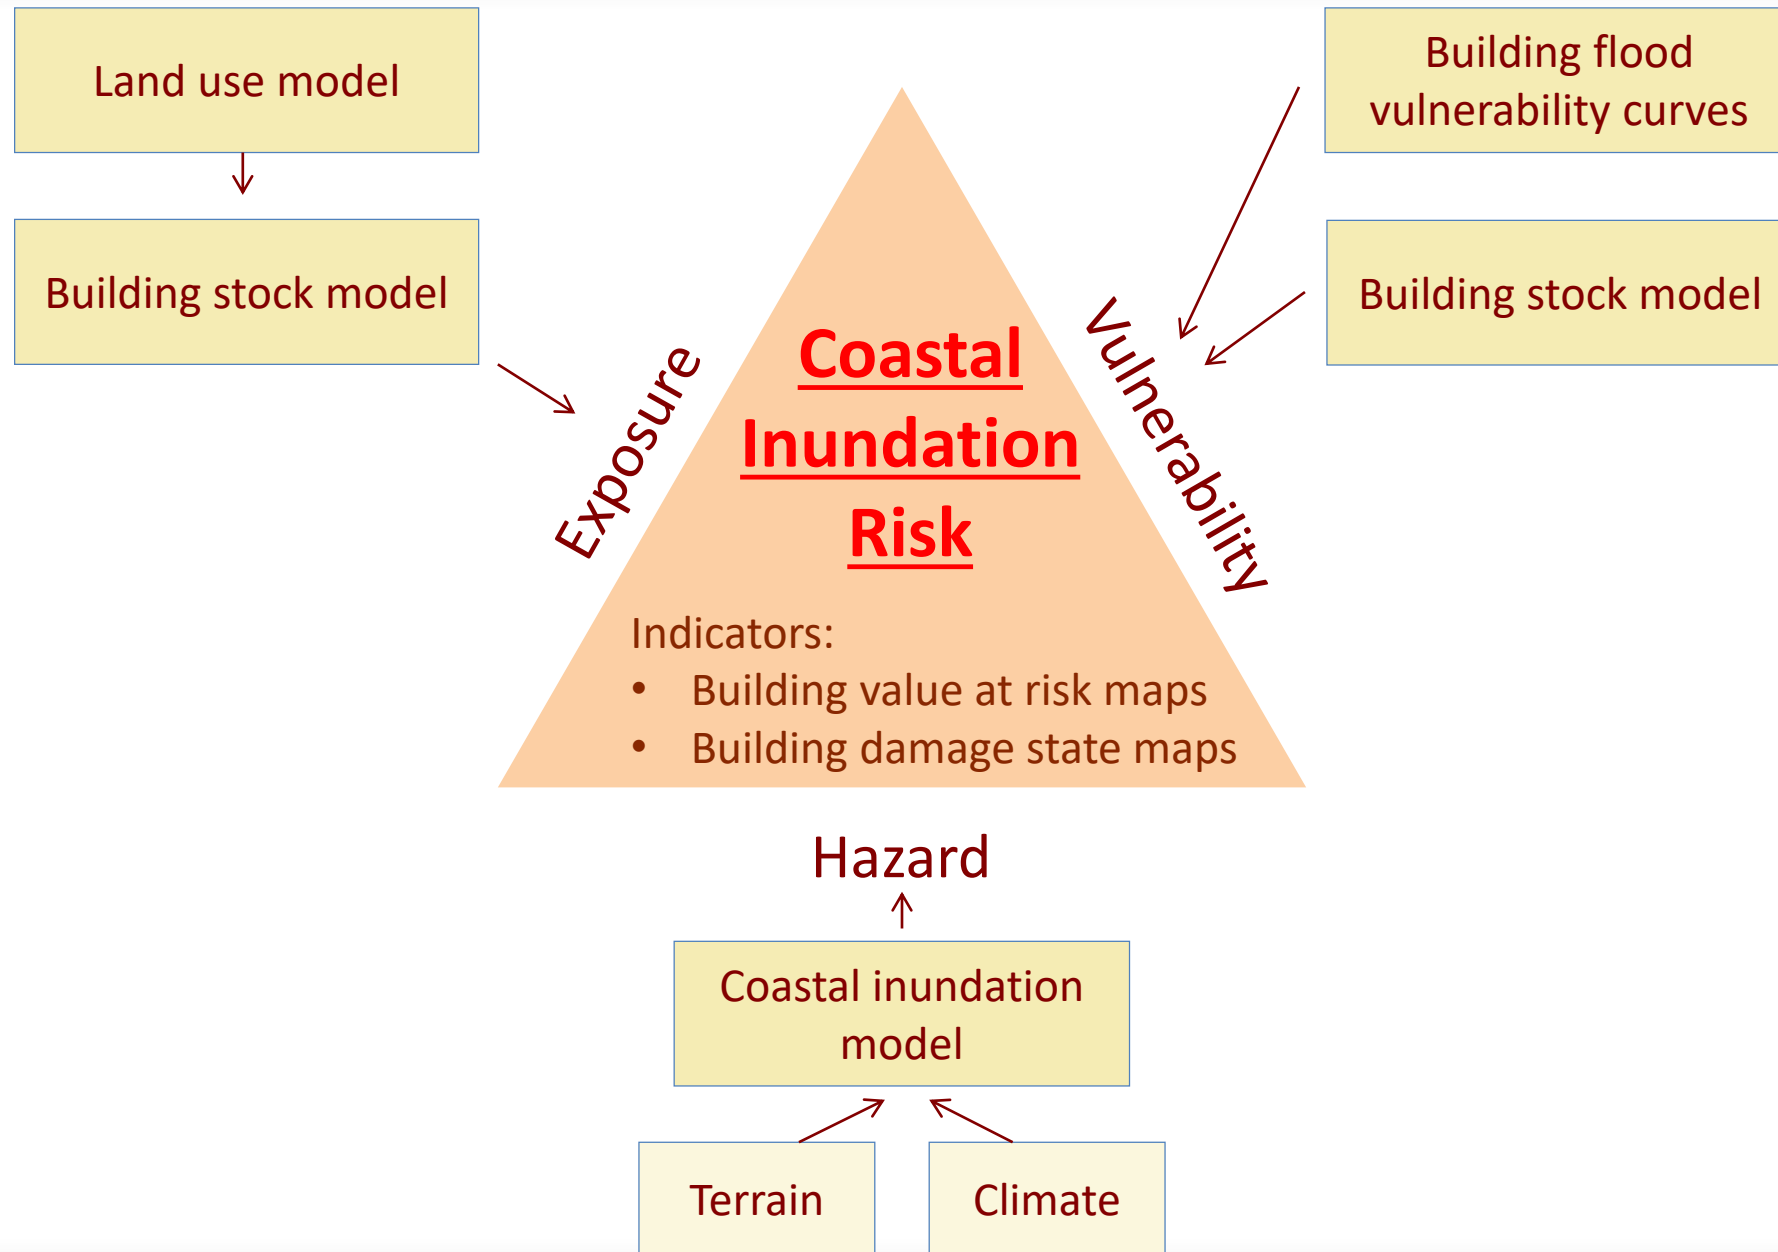 Land use model
Building stock model
Exposure
Coastal
Inundation
Risk
Indicators:
• Building value at risk maps
• Building damage state maps
Building flood
vulnerability curves
Building stock model
Vulnerability
Hazard
Coastal inundation
model
Terrain
Climate